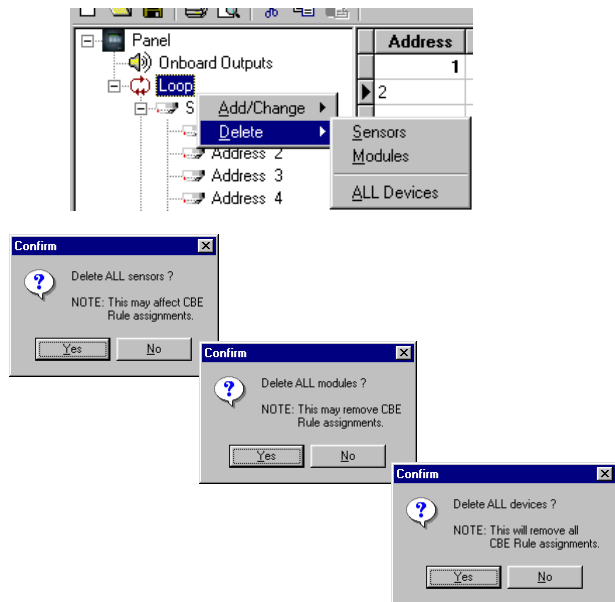 Panel
Address
Onboard Outputs
1
Loop
2
S
Add/Change
Delete
Sensors
Modules
ALL Devices
Address 2
Address 3
Address 4
Confirm
Delete ALL sensors ?
NOTE: This may affect CBE
Rule assignments.
Yes
No
Confirm
Delete ALL modules ?
NOTE: This may remove CBE
Rule assignments.
Yes
No
Confirm
Delete ALL devices ?
NOTE: This will remove all
CBE Rule assignments.
Yes
No